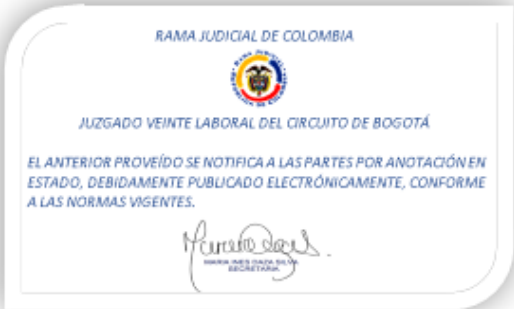 RAMA JUDICIAL DE COLOMBIA
JUZGADO VEINTE LABORAL DEL CIRCUITO DE BOGOTÁ
EL ANTERIOR PROVEÍDO SE NOTIFICA A LAS PARTES POR ANOTACIÓN EN
ESTADO, DEBIDAMENTE PUBLICADO ELECTRÓNICAMENTE, CONFORME
A LAS NORMAS VIGENTES.
MARIA INES DAZA SILVA
SECRETARIA